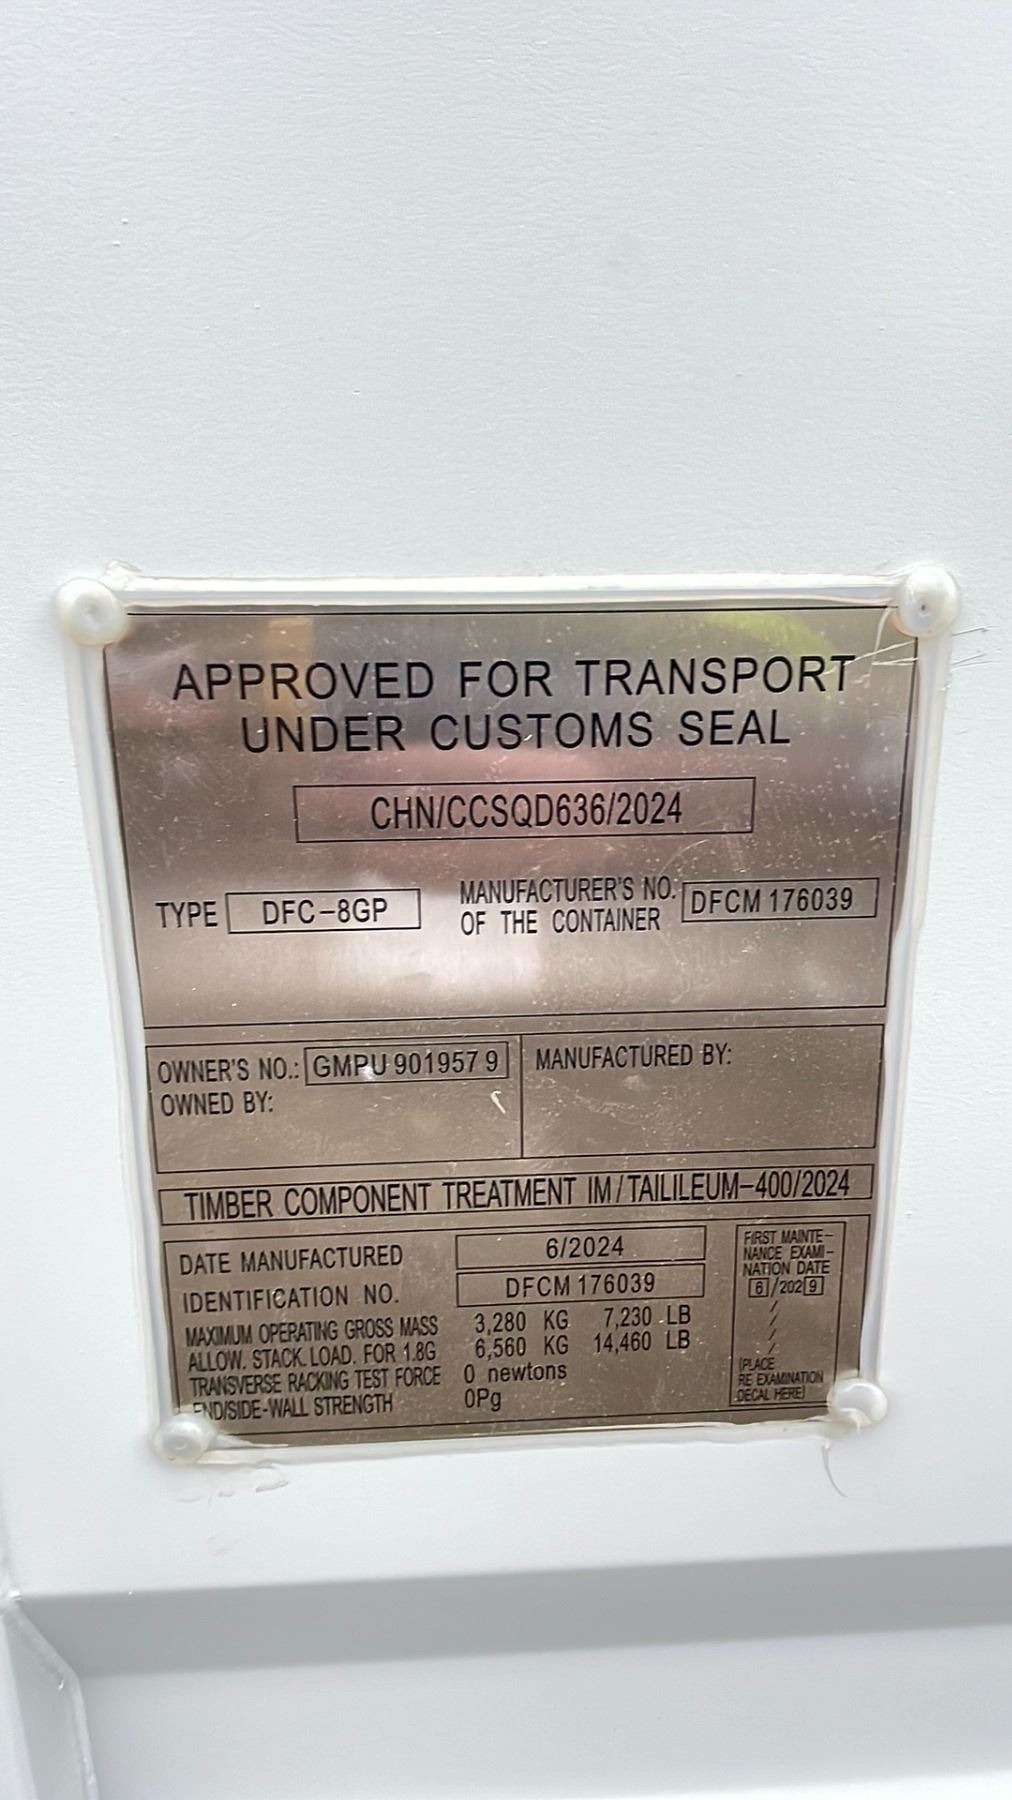 APPROVED FOR TRANSPORT
UNDER CUSTOMS SEAL
CHN/CCSQD636/2024
TYPE DFC-8GP
MANUFACTURER'S NO. DFCM 176039
OF THE CONTAINER
OWNER'S NO.: GMPU 901957 9
OWNED BY:
MANUFACTURED BY:
TIMBER COMPONENT TREATMENT IM/TAILILEUM-400/2024
DATE MANUFACTURED 6/2024
IDENTIFICATION NO. DFCM 176039
MAXIMUM OPERATING GROSS MASS 3,280 KG 7,230 LB
ALLOW. STACK. LOAD. FOR 1.8G 6,560 KG 14,460 LB
TRANSVERSE RACKING TEST FORCE 0 newtons
END/SIDE-WALL STRENGTH 0Pg
FIRST MAINTE-
NANCE EXAMI-
NATION DATE
6/2029
/
/
/
/
(PLACE
RE EXAMINATION
DECAL HERE)